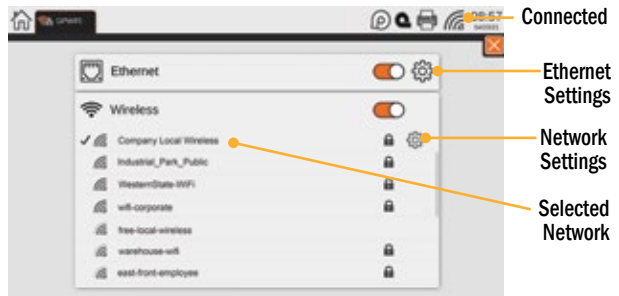 08:57
Connected
Ethernet
Ethernet
Settings
Wireless
Company Local Wireless
Network
Settings
Industrial_Park_Public
WesternState-WiFi
wifi-corporate
Selected
Network
free-local-wireless
warehouse-wifi
east-front-employee